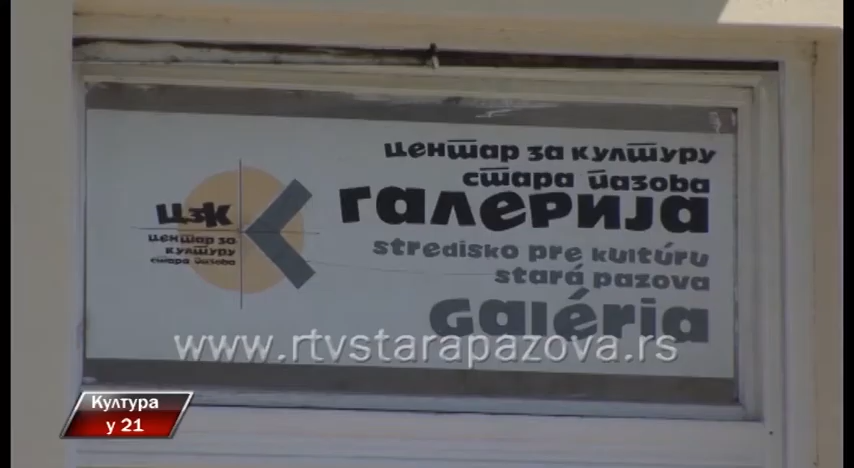 ЦЗК
центар за
културу
стара пазова
центар за културу
стара пазова
галерија
stredisko pre kultúru
stará pazova
Galéria
www.rtvstarapazova.rs
Култура
у 21